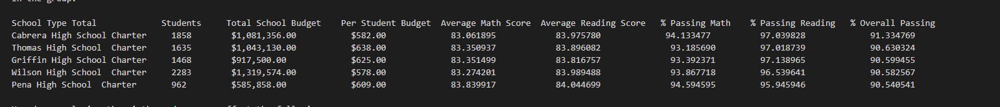 in the group.
School Type Total Students Total School Budget Per Student Budget Average Math Score Average Reading Score % Passing Math % Passing Reading % Overall Passing
Cabrera High School Charter 1858 $1,081,356.00 $582.00 83.061895 83.975780 94.133477 97.039828 91.334769
Thomas High School Charter 1635 $1,043,130.00 $638.00 83.350937 83.896082 93.185690 97.018739 90.630324
Griffin High School Charter 1468 $917,500.00 $625.00 83.351499 83.816757 93.392371 97.138965 90.599455
Wilson High School Charter 2283 $1,319,574.00 $578.00 83.274201 83.989488 93.867718 96.539641 90.582567
Pena High School Charter 962 $585,858.00 $609.00 83.839917 84.044699 94.594595 95.945946 90.540541